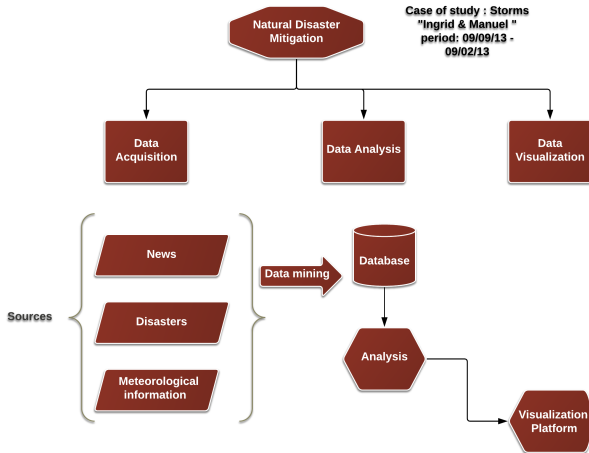 Natural Disaster
Mitigation
Case of study : Storms
"Ingrid & Manuel "
period: 09/09/13 -
09/02/13
Data
Acquisition
Data Analysis
Data
Visualization
Sources
News
Disasters
Meteorological
information
Data mining
Database
Analysis
Visualization
Platform